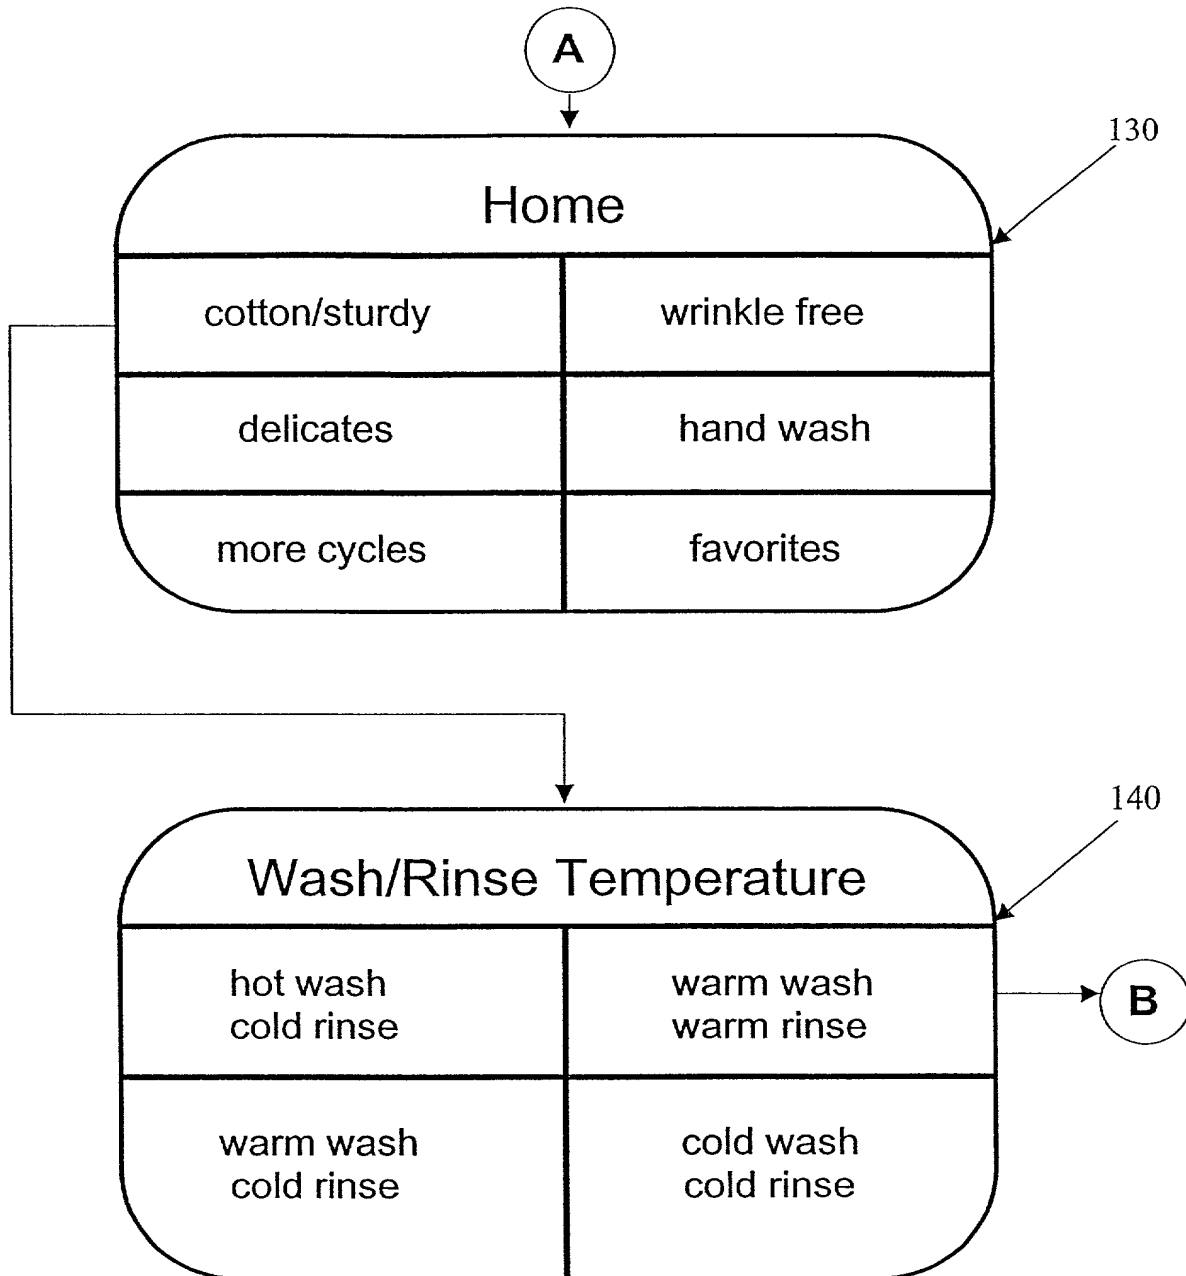 A
130
Home
cotton/sturdy
wrinkle free
delicates
hand wash
more cycles
favorites
140
Wash/Rinse Temperature
hot wash
cold rinse
warm wash
warm rinse
B
warm wash
cold rinse
cold wash
cold rinse